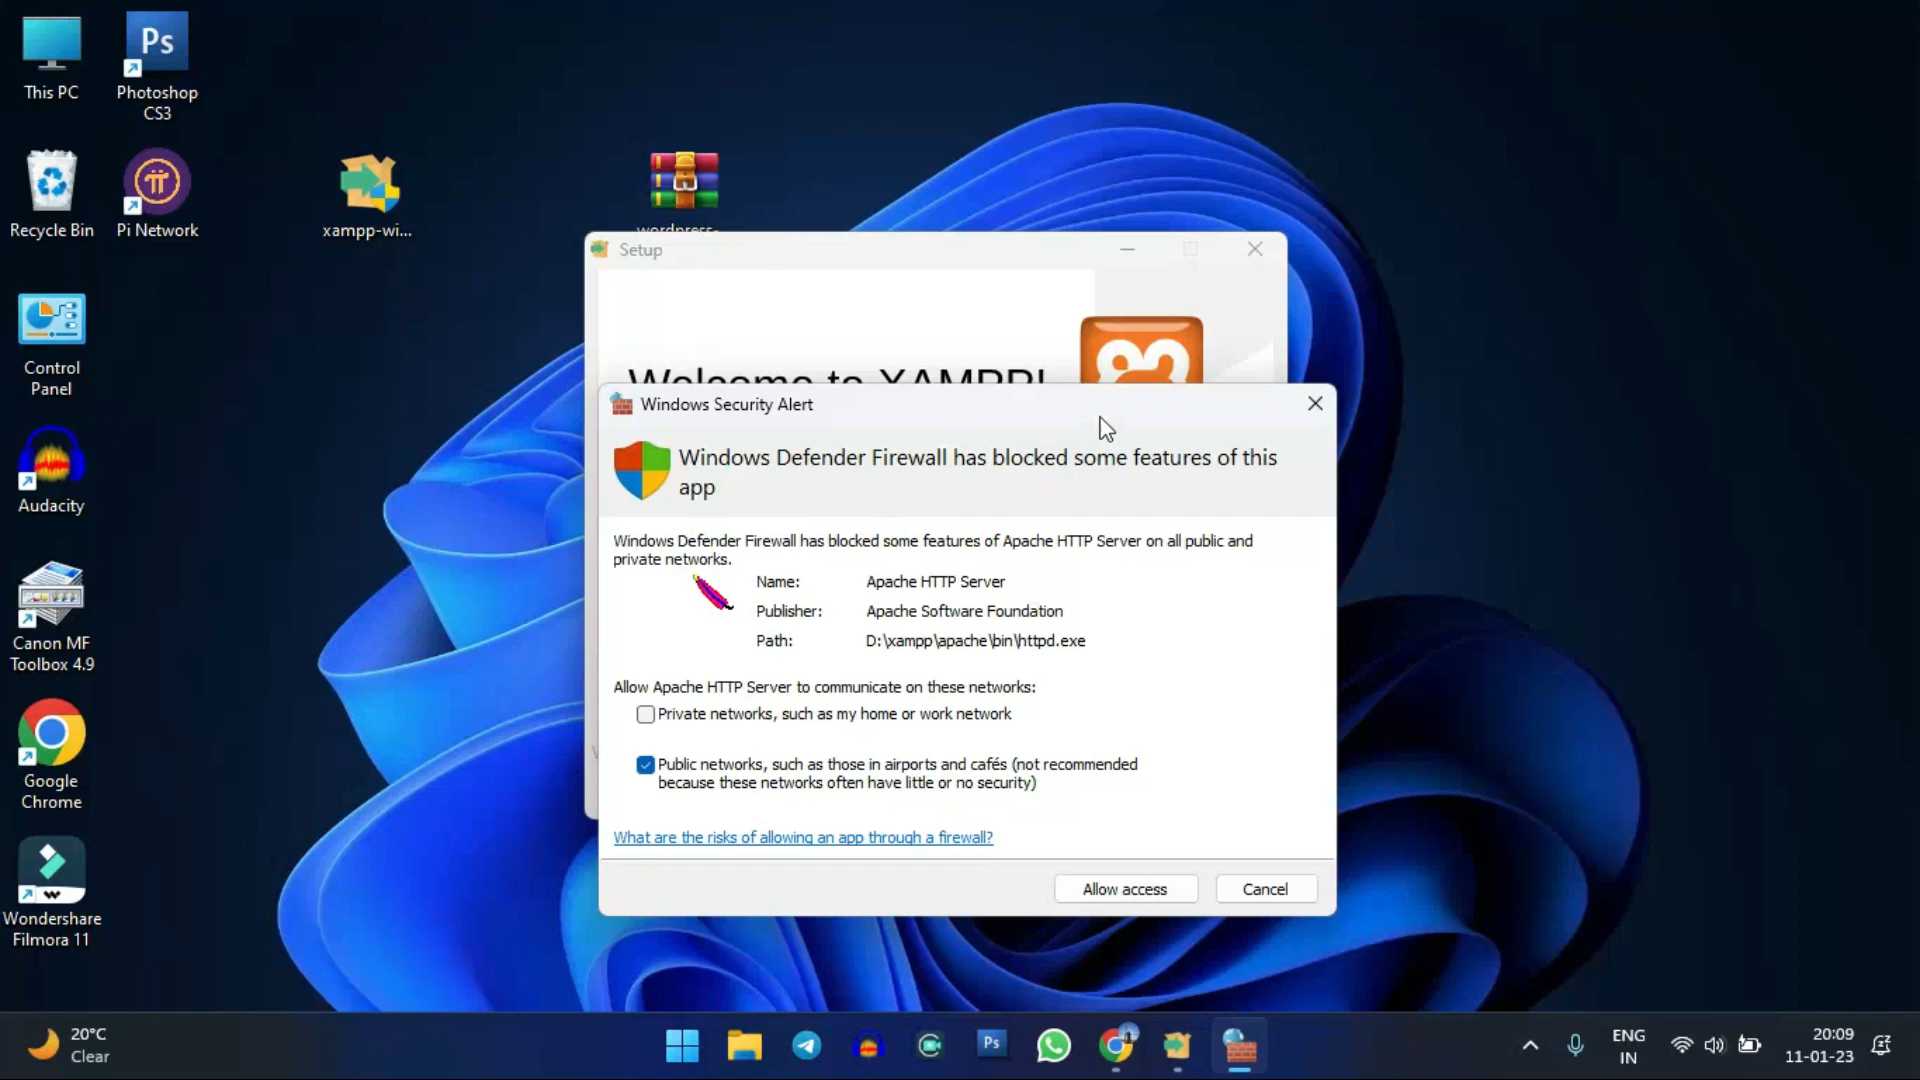 This PC
Photoshop
CS3
Recycle Bin
Pi Network
xampp-wi...
Control
Panel
Audacity
Canon MF
Toolbox 4.9
Google
Chrome
Wondershare
Filmora 11
Setup
Windows Security Alert
Windows Defender Firewall has blocked some features of this
app
Windows Defender Firewall has blocked some features of Apache HTTP Server on all public and
private networks.
Name: Apache HTTP Server
Publisher: Apache Software Foundation
Path: D:\xampp\apache\bin\httpd.exe
Allow Apache HTTP Server to communicate on these networks:
Private networks, such as my home or work network
Public networks, such as those in airports and cafés (not recommended
because these networks often have little or no security)
What are the risks of allowing an app through a firewall?
Allow access
Cancel
20°C
Clear
Ps
Ps
ENG
IN
20:09
11-01-23